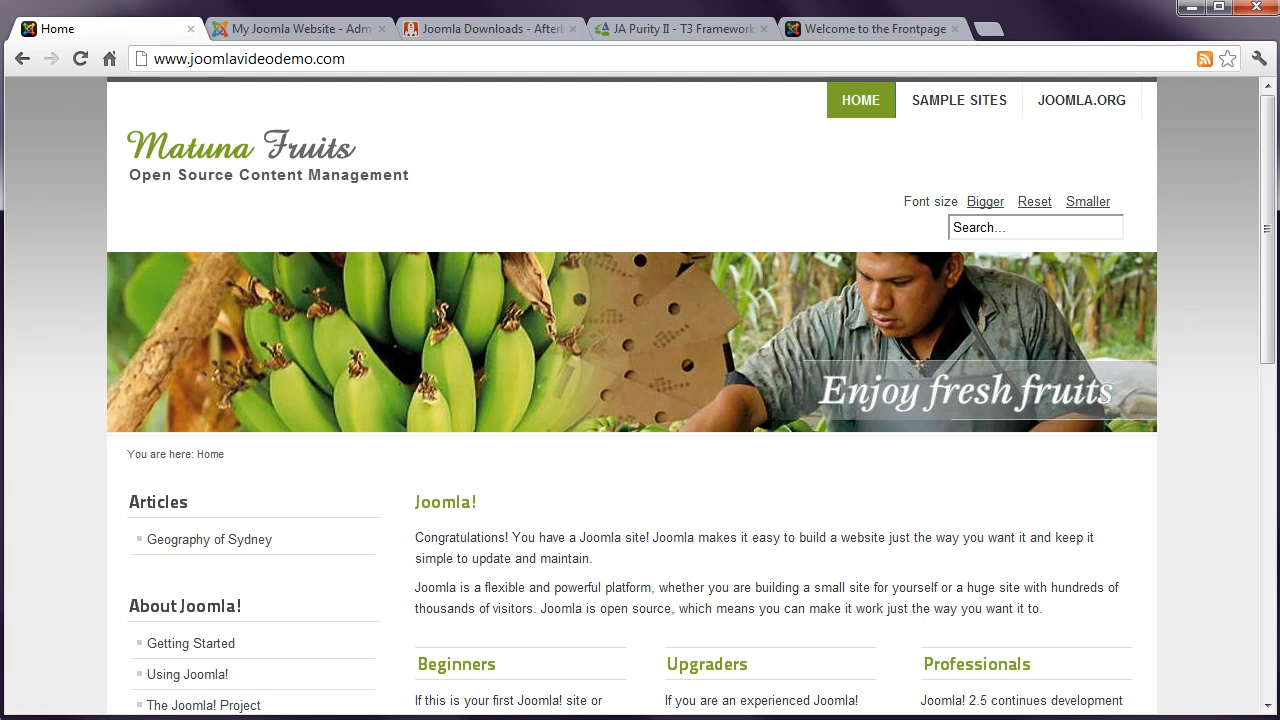 Home
My Joomla Website - Adm
Joomla Downloads - After
JA Purity II - T3 Framework
Welcome to the Frontpage
www.joomlavideodemo.com
HOME
SAMPLE SITES
JOOMLA.ORG
Matuna Fruits
Open Source Content Management
Font size Bigger Reset Smaller
Search...
Enjoy fresh fruits
You are here: Home
Articles
Geography of Sydney
About Joomla!
Getting Started
Using Joomla!
The Joomla! Project
Joomla!
Congratulations! You have a Joomla site! Joomla makes it easy to build a website just the way you want it and keep it
simple to update and maintain.
Joomla is a flexible and powerful platform, whether you are building a small site for yourself or a huge site with hundreds of
thousands of visitors. Joomla is open source, which means you can make it work just the way you want it to.
Beginners
If this is your first Joomla! site or
Upgraders
If you are an experienced Joomla!
Professionals
Joomla! 2.5 continues development